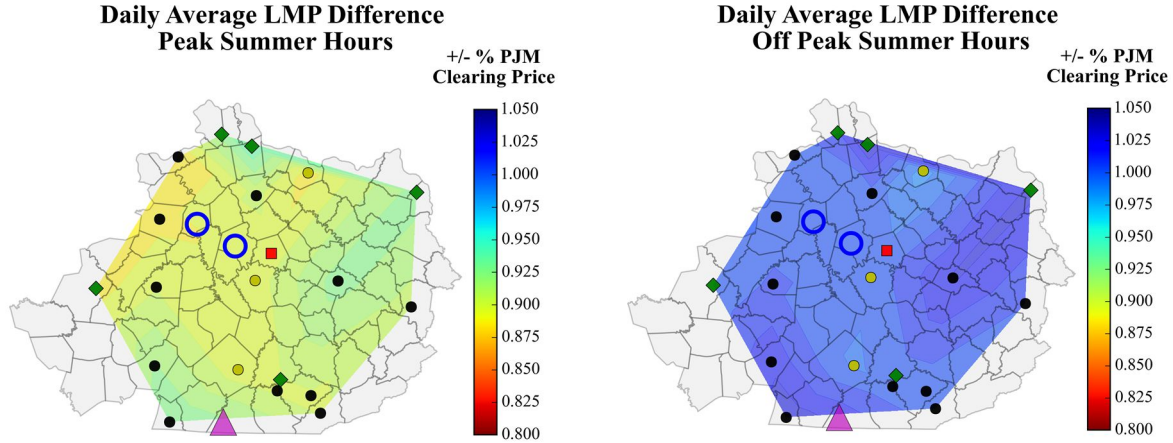 Daily Average LMP Difference
Peak Summer Hours
+/- % PJM
Clearing Price
1.050
1.025
1.000
0.975
0.950
0.925
0.900
0.875
0.850
0.825
0.800
Daily Average LMP Difference
Off Peak Summer Hours
+/- % PJM
Clearing Price
1.050
1.025
1.000
0.975
0.950
0.925
0.900
0.875
0.850
0.825
0.800